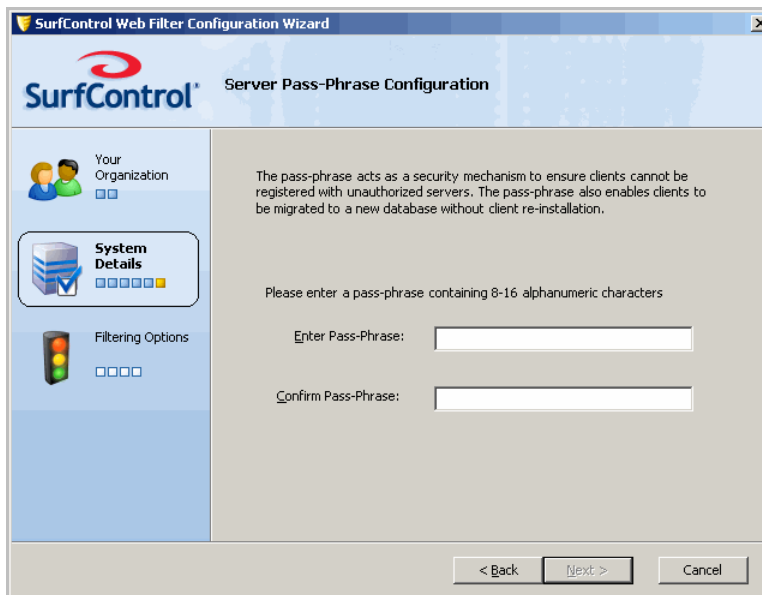 SurfControl Web Filter Configuration Wizard
SurfControl
Server Pass-Phrase Configuration
Your
Organization
System
Details
Filtering Options
The pass-phrase acts as a security mechanism to ensure clients cannot be
registered with unauthorized servers. The pass-phrase also enables clients to
be migrated to a new database without client re-installation.
Please enter a pass-phrase containing 8-16 alphanumeric characters
Enter Pass-Phrase:
Confirm Pass-Phrase:
< Back
Next >
Cancel